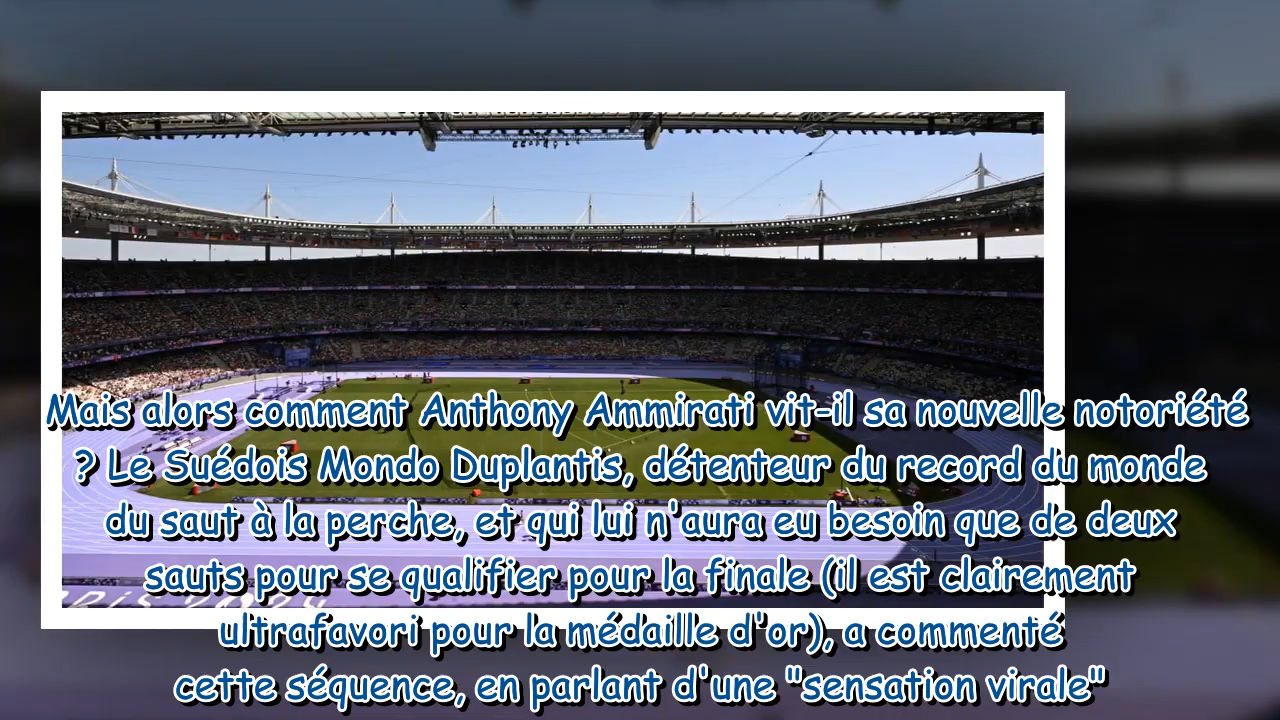 Mais alors comment Anthony Ammirati vit-il sa nouvelle notoriété
? Le Suédois Mondo Duplantis, détenteur du record du monde
du saut à la perche, et qui lui n'aura eu besoin que de deux
sauts pour se qualifier pour la finale (il est clairement
ultrafavori pour la médaille d'or), a commenté
cette séquence, en parlant d'une "sensation virale"